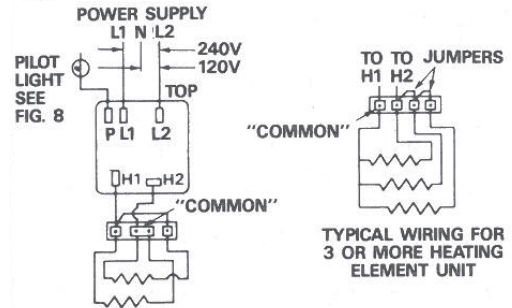 POWER SUPPLY
L1 N L2
240V
120V
PILOT
LIGHT
SEE
FIG. 8
TOP
P L1 L2
H1 H2
"COMMON"
TO TO JUMPERS
H1 H2
"COMMON"
TYPICAL WIRING FOR
3 OR MORE HEATING
ELEMENT UNIT